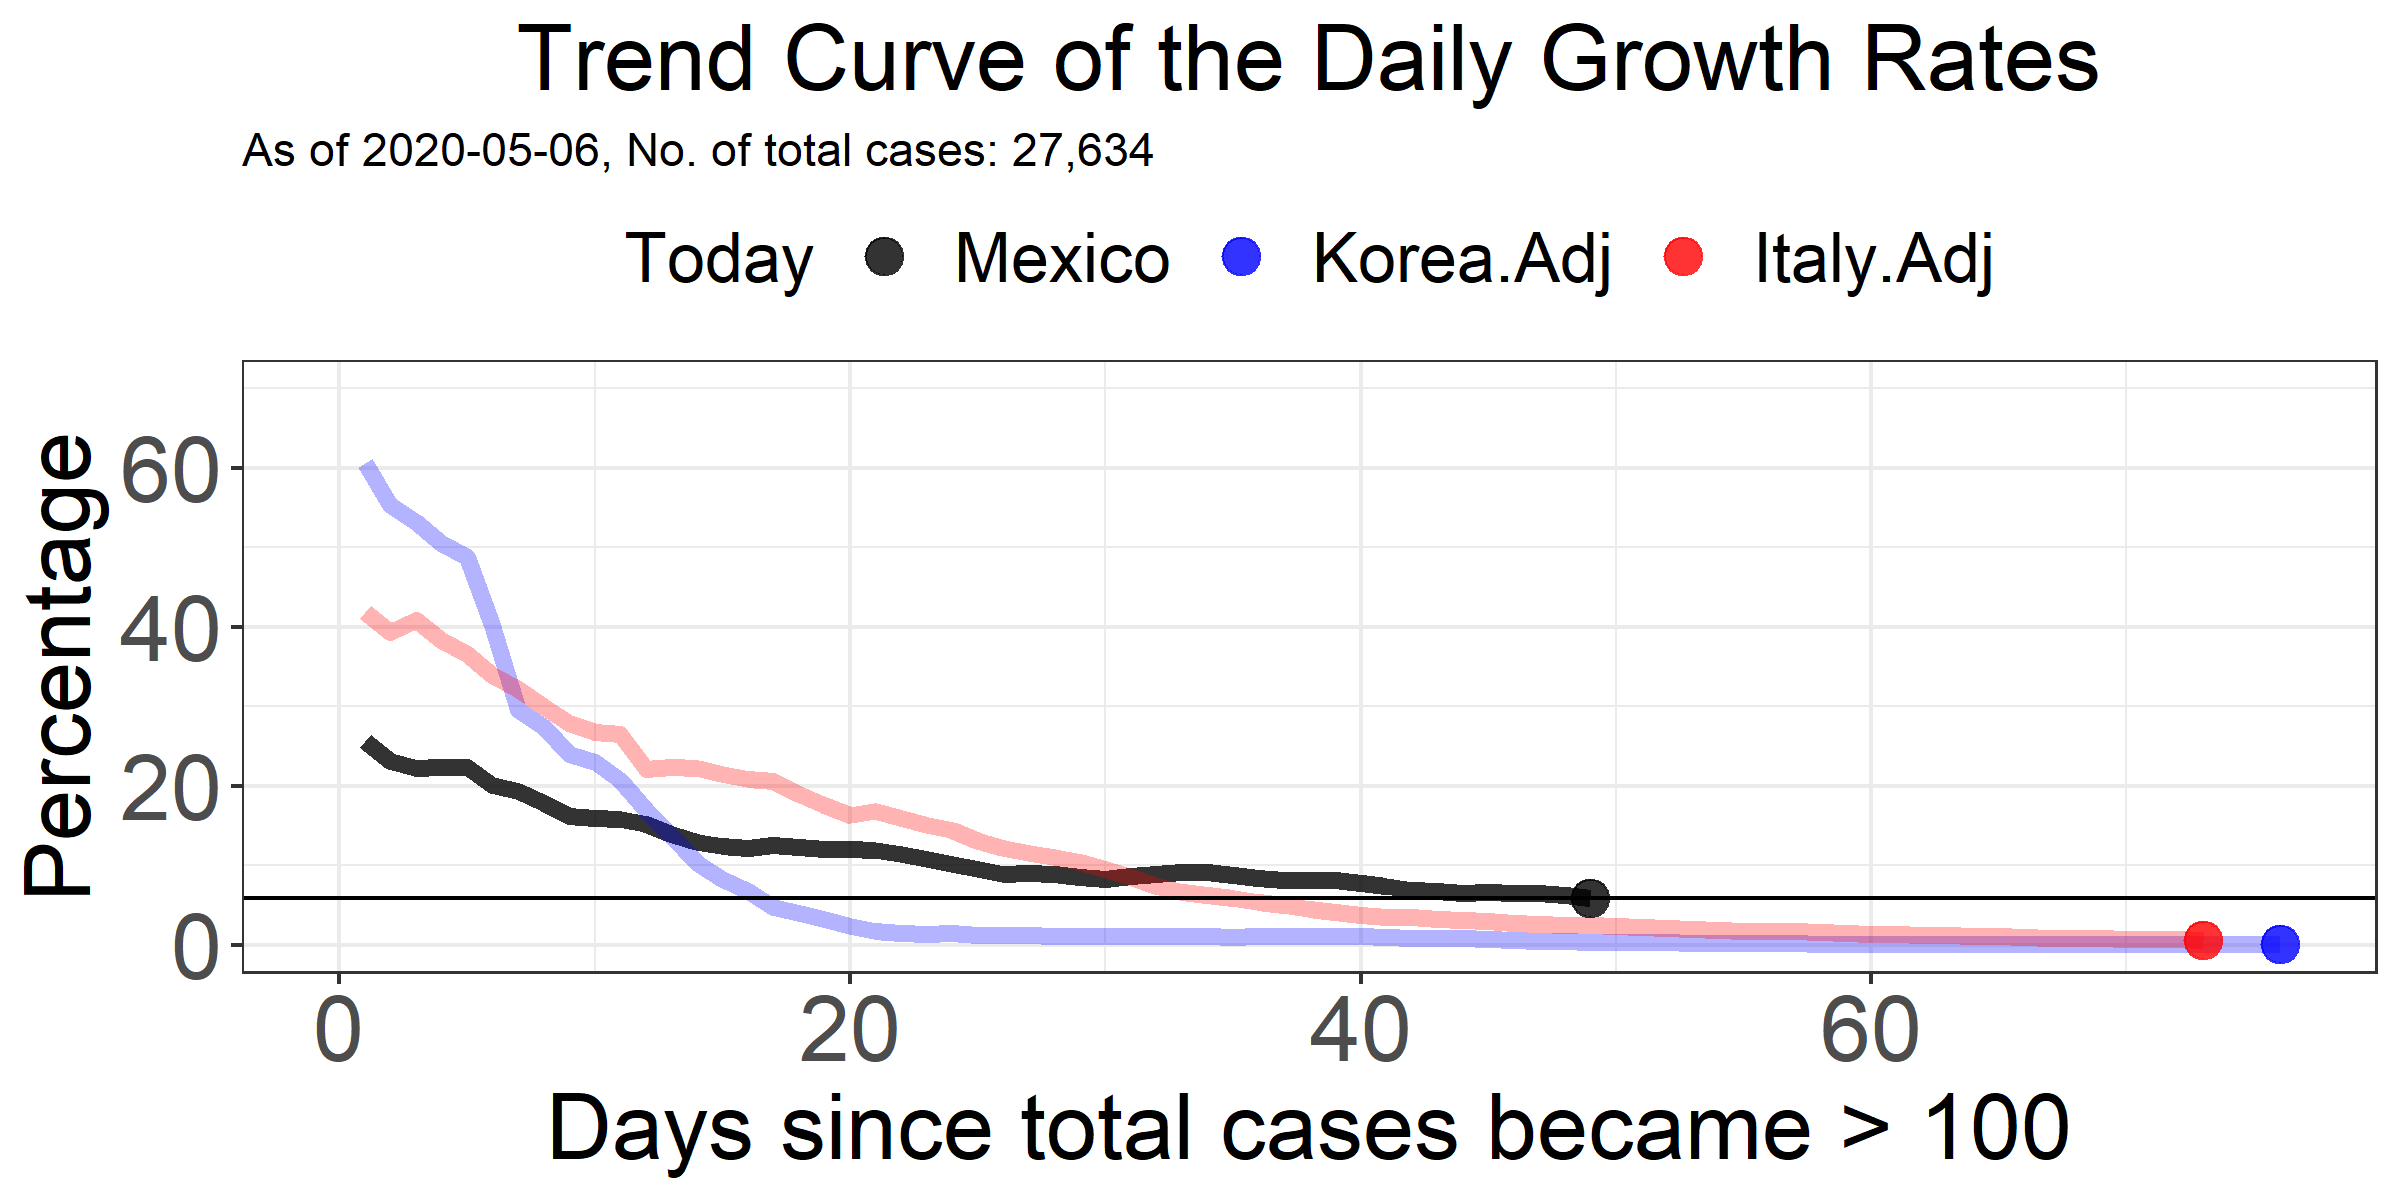 Trend Curve of the Daily Growth Rates
As of 2020-05-06, No. of total cases: 27,634
Today Mexico Korea.Adj Italy.Adj
Percentage
60
40
20
0
0 20 40 60
Days since total cases became > 100